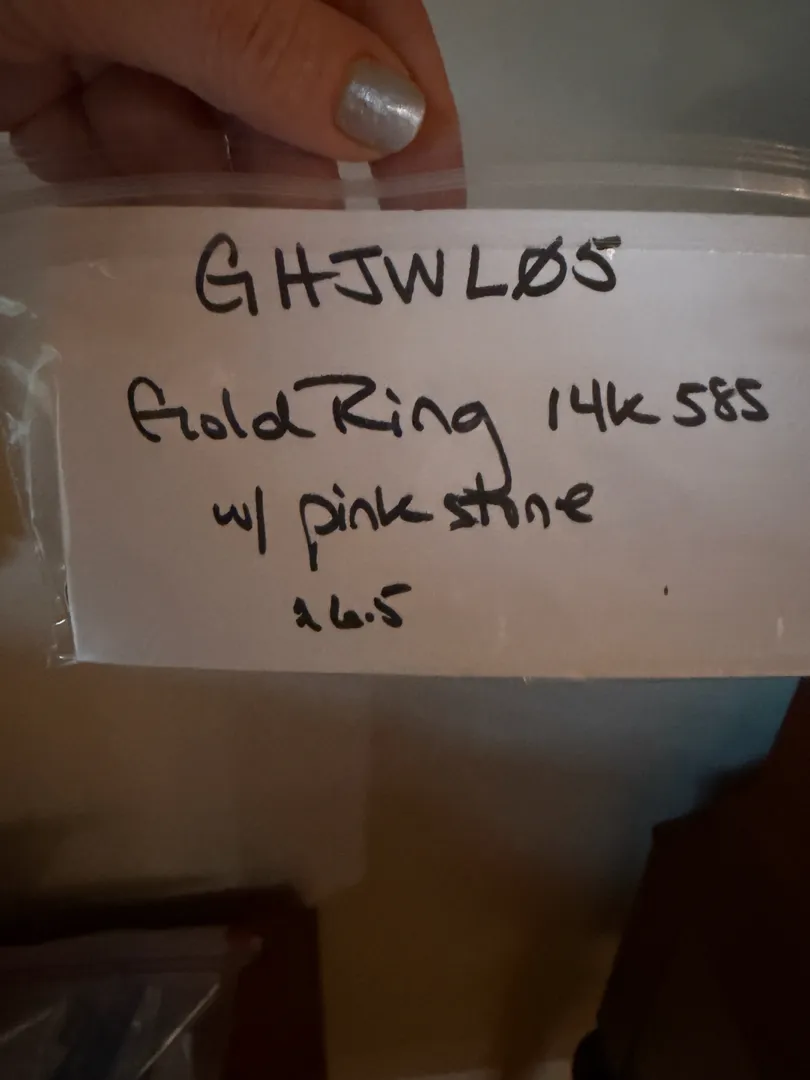 GHJWLØ5
Gold Ring 14k 585
w/ pink stone
26.5